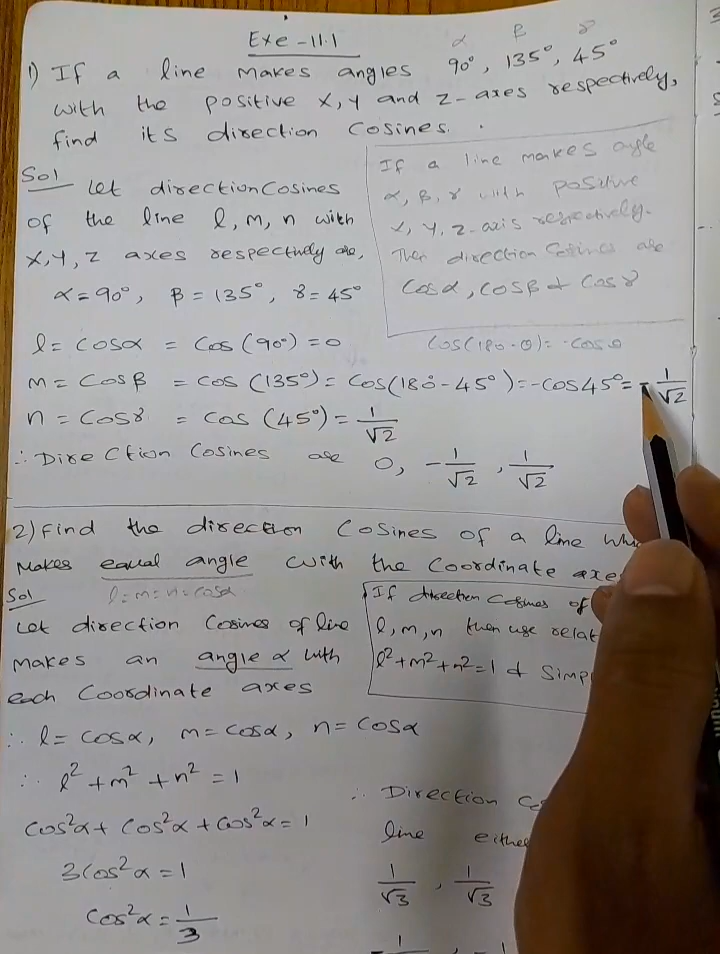 Exe - 11.1
α β γ
1) If a line makes angles 90°, 135°, 45°
with the positive x, y and z-axes respectively,
find its direction cosines.
Sol Let direction Cosines
of the line l, m, n with
x, y, z axes respectively are,
α = 90°, β = 135°, γ = 45°
If a line makes angle
α, β, γ with positive
x, y, z-axis respectively.
Then direction Cosines are
Cosα, cosβ & Cosγ
Cos(180-θ) = -Cosθ
l = Cosα = Cos (90°) = 0
m = Cosβ = cos (135°) = Cos(180° - 45°) = -cos45° = -1/√2
n = Cosγ = cos (45°) = 1/√2
∴ Direction Cosines are 0, -1/√2, 1/√2
2) Find the direction Cosines of a line
Makes equal angle with the Coordinate axe
Sol l = m = n = cosα
Let direction Cosines of line
makes an angle α with
each Coordinate axes
If direction Cosines of
l, m, n then use relat
l² + m² + n² = 1 & Simp
∴ l = cosα, m = cosα, n = cosα
∴ l² + m² + n² = 1
Cos²α + Cos²α + Cos²α = 1
3Cos²α = 1
Cos²α = 1/3
∴ Direction
line either
1/√3, 1/√3